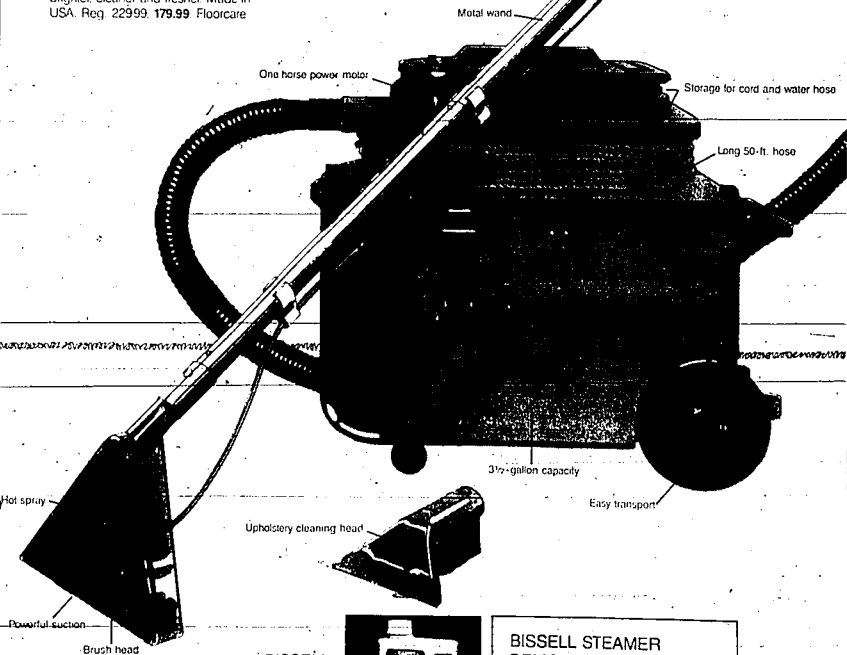 brighter, cleaner and fresher. Made in
USA. Reg. 229.99. 179.99. Floorcare
Metal wand
One horse power motor
Storage for cord and water hose
Long 50-ft. hose
3½-gallon capacity
Easy transport
Hot spray
Upholstery cleaning head
Powerful suction
Brush head
BISSELL STEAMER